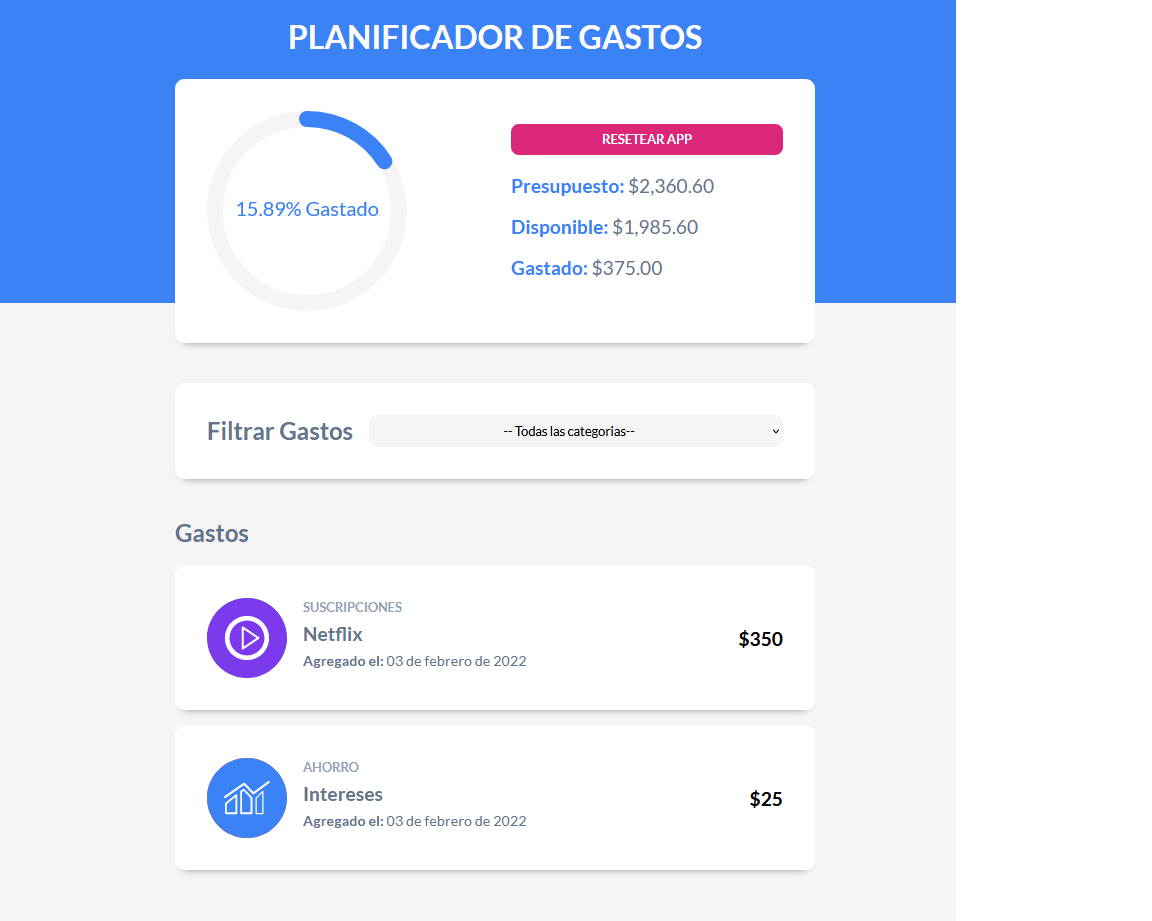 PLANIFICADOR DE GASTOS
15.89% Gastado
RESETEAR APP
Presupuesto: $2,360.60
Disponible: $1,985.60
Gastado: $375.00
Filtrar Gastos
-- Todas las categorias--
Gastos
SUSCRIPCIONES
Netflix
Agregado el: 03 de febrero de 2022
$350
AHORRO
Intereses
Agregado el: 03 de febrero de 2022
$25